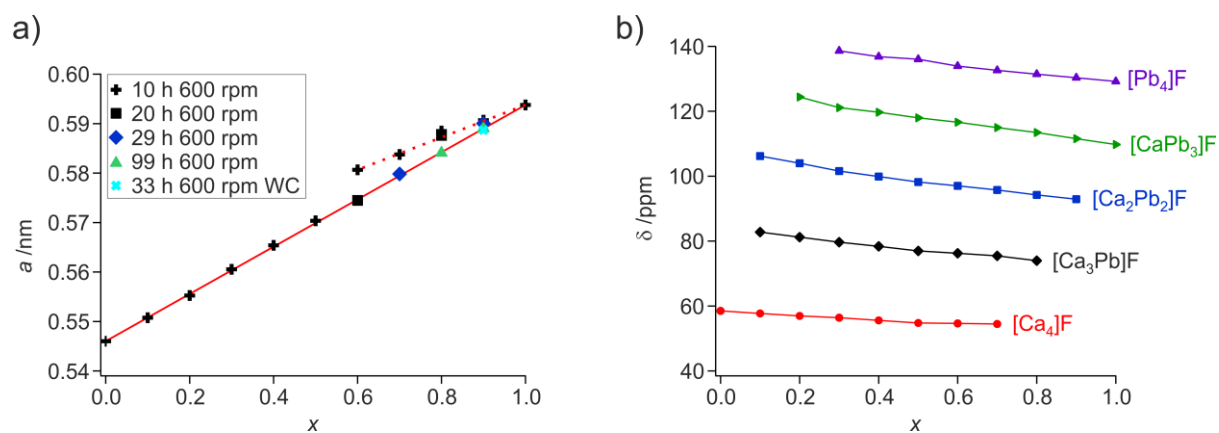 a)
0.60
0.59
0.58
0.57
0.56
0.55
0.54
a /nm
10 h 600 rpm
20 h 600 rpm
29 h 600 rpm
99 h 600 rpm
33 h 600 rpm WC
0.0 0.2 0.4 0.6 0.8 1.0
x
b)
140
120
100
80
60
40
δ /ppm
[Pb₄]F
[CaPb₃]F
[Ca₂Pb₂]F
[Ca₃Pb]F
[Ca₄]F
0.0 0.2 0.4 0.6 0.8 1.0
x